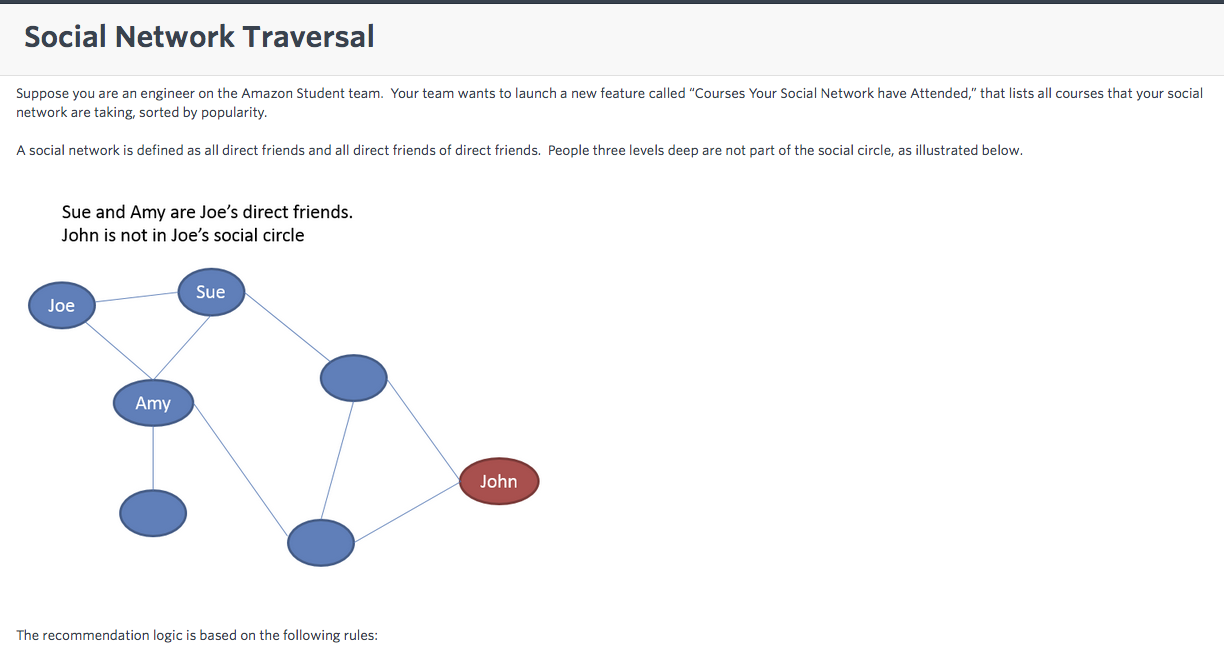 Social Network Traversal
Suppose you are an engineer on the Amazon Student team.  Your team wants to launch a new feature called “Courses Your Social Network have Attended,” that lists all courses that your social
network are taking, sorted by popularity.
A social network is defined as all direct friends and all direct friends of direct friends.  People three levels deep are not part of the social circle, as illustrated below.
Sue and Amy are Joe’s direct friends.
John is not in Joe’s social circle
Sue
Joe
Amy
John
The recommendation logic is based on the following rules: